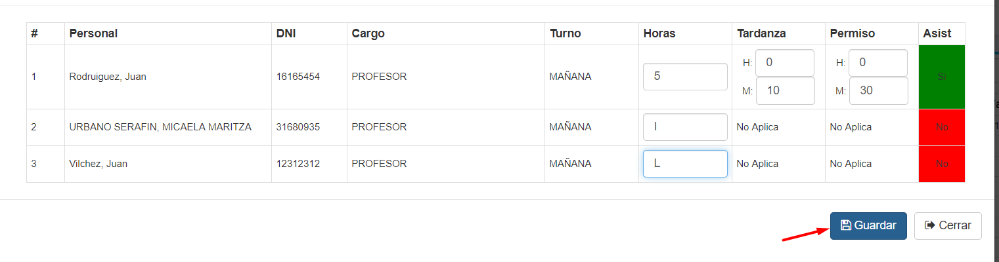 # Personal DNI Cargo Turno Horas Tardanza Permiso Asist
1 Rodruiguez, Juan 16165454 PROFESOR MAÑANA 5 H: 0 H: 0 Si
M: 10 M: 30
2 URBANO SERAFIN, MICAELA MARITZA 31680935 PROFESOR MAÑANA I No Aplica No Aplica No
3 Vilchez, Juan 12312312 PROFESOR MAÑANA L No Aplica No Aplica No
Guardar Cerrar